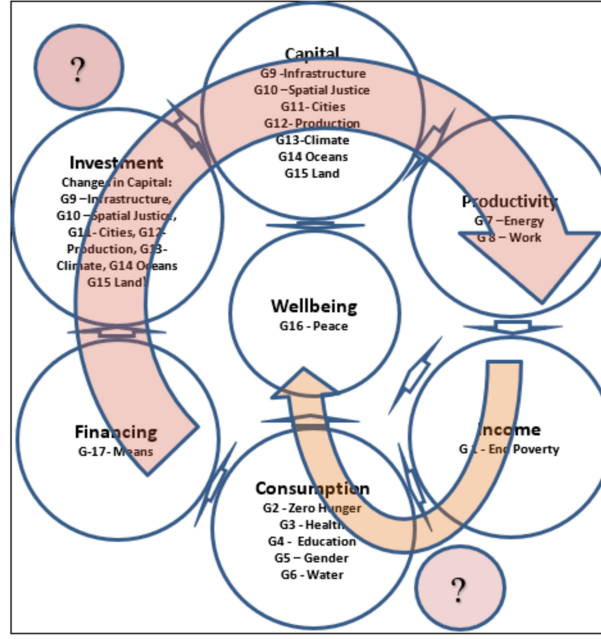 ?
Capital
G9 -Infrastructure
G10 –Spatial Justice
G11- Cities
G12- Production
G13-Climate
G14 Oceans
G15 Land
Investment
Changes in Capital:
G9 –Infrastructure,
G10 –Spatial Justice,
G11- Cities, G12-
Production, G13-
Climate, G14 Oceans
G15 Land)
Productivity
G7 –Energy
G8 – Work
Wellbeing
G16 - Peace
Financing
G-17- Means
Income
G1 - End Poverty
Consumption
G2 - Zero Hunger
G3 - Health
G4 - Education
G5 – Gender
G6 - Water
?